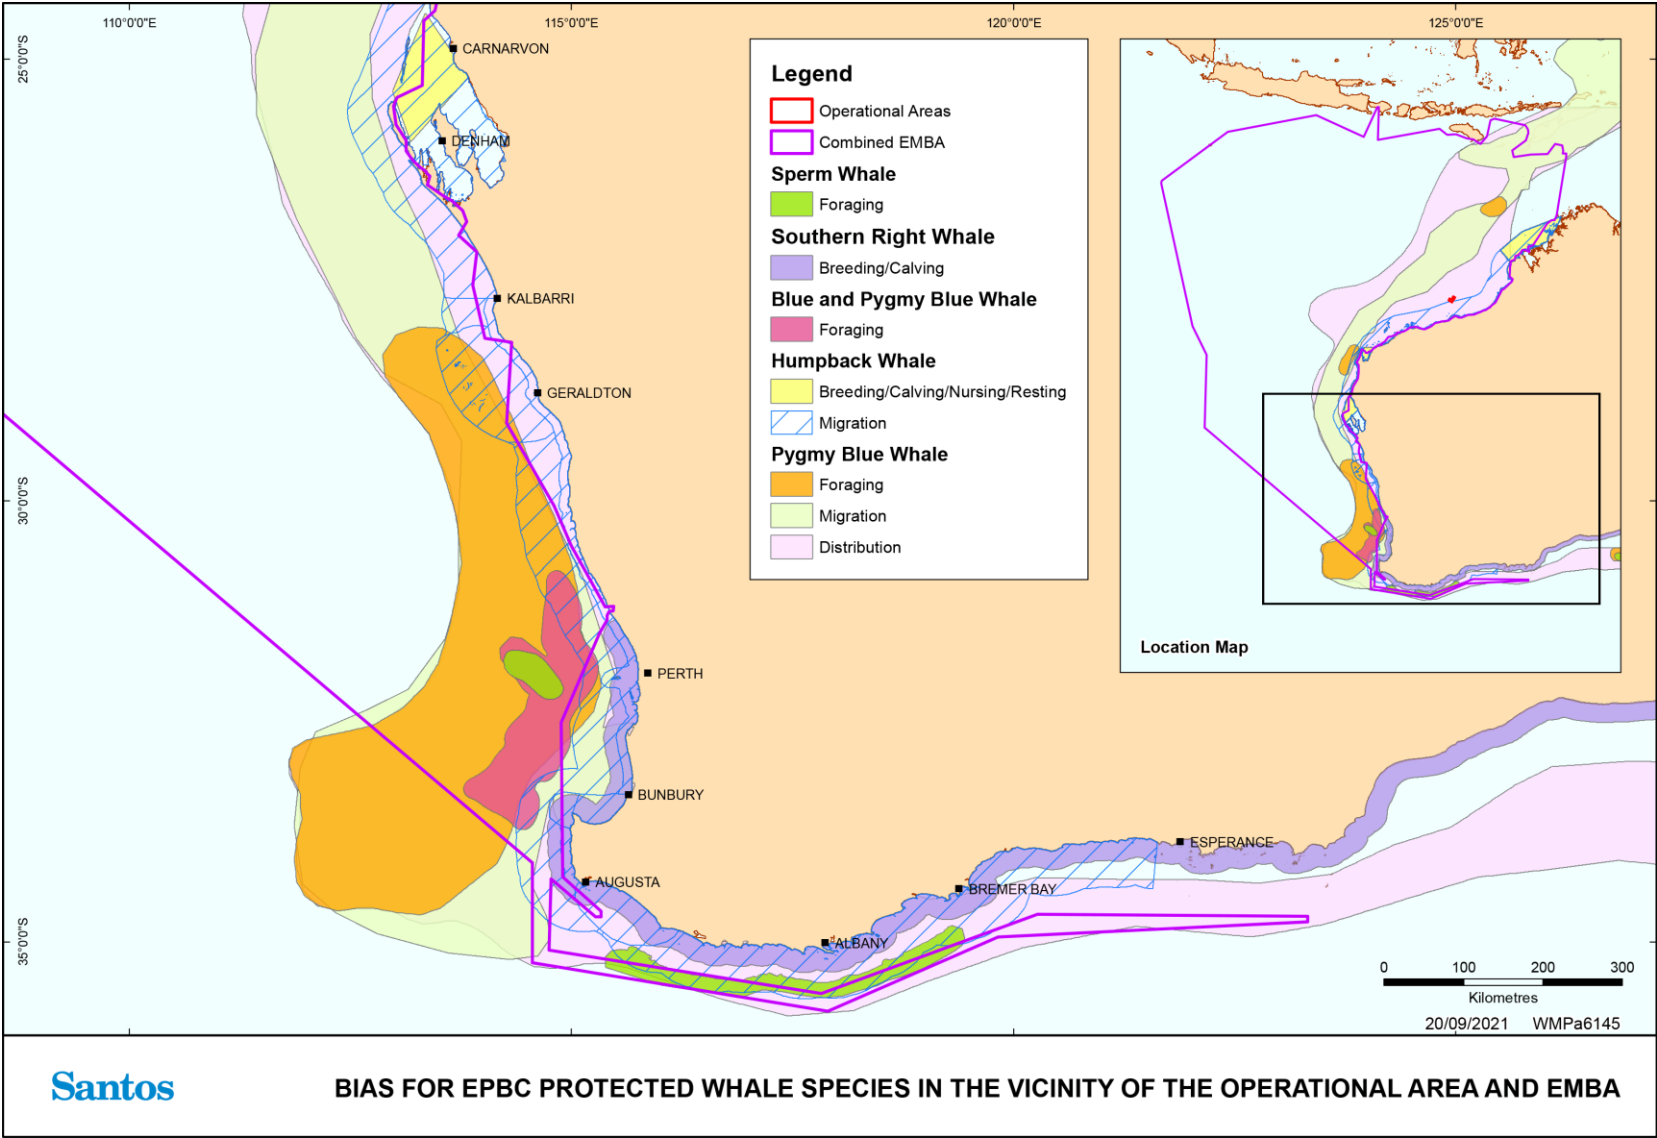 110°0'0"E
115°0'0"E
120°0'0"E
125°0'0"E
25°0'0"S
30°0'0"S
35°0'0"S
CARNARVON
DENHAM
KALBARRI
GERALDTON
PERTH
BUNBURY
AUGUSTA
ALBANY
BREMER BAY
ESPERANCE
Legend
Operational Areas
Combined EMBA
Sperm Whale
Foraging
Southern Right Whale
Breeding/Calving
Blue and Pygmy Blue Whale
Foraging
Humpback Whale
Breeding/Calving/Nursing/Resting
Migration
Pygmy Blue Whale
Foraging
Migration
Distribution
Location Map
0 100 200 300
Kilometres
20/09/2021 WMPa6145
Santos
BIAS FOR EPBC PROTECTED WHALE SPECIES IN THE VICINITY OF THE OPERATIONAL AREA AND EMBA